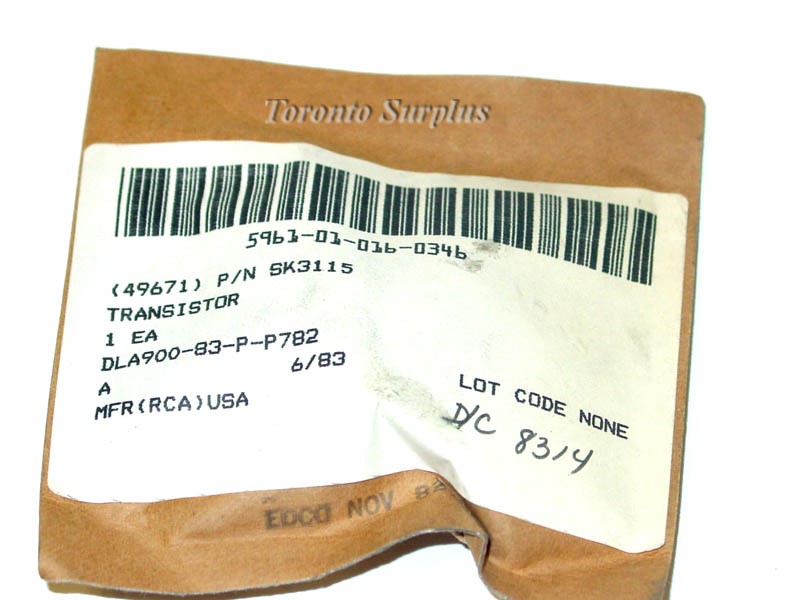 Toronto Surplus
5961-01-016-0346
(49671) P/N SK3115
TRANSISTOR
1 EA
DLA900-83-P-P782
6/83
A
MFR(RCA)USA
LOT CODE NONE
D/C 8314
EDCO NOV 82